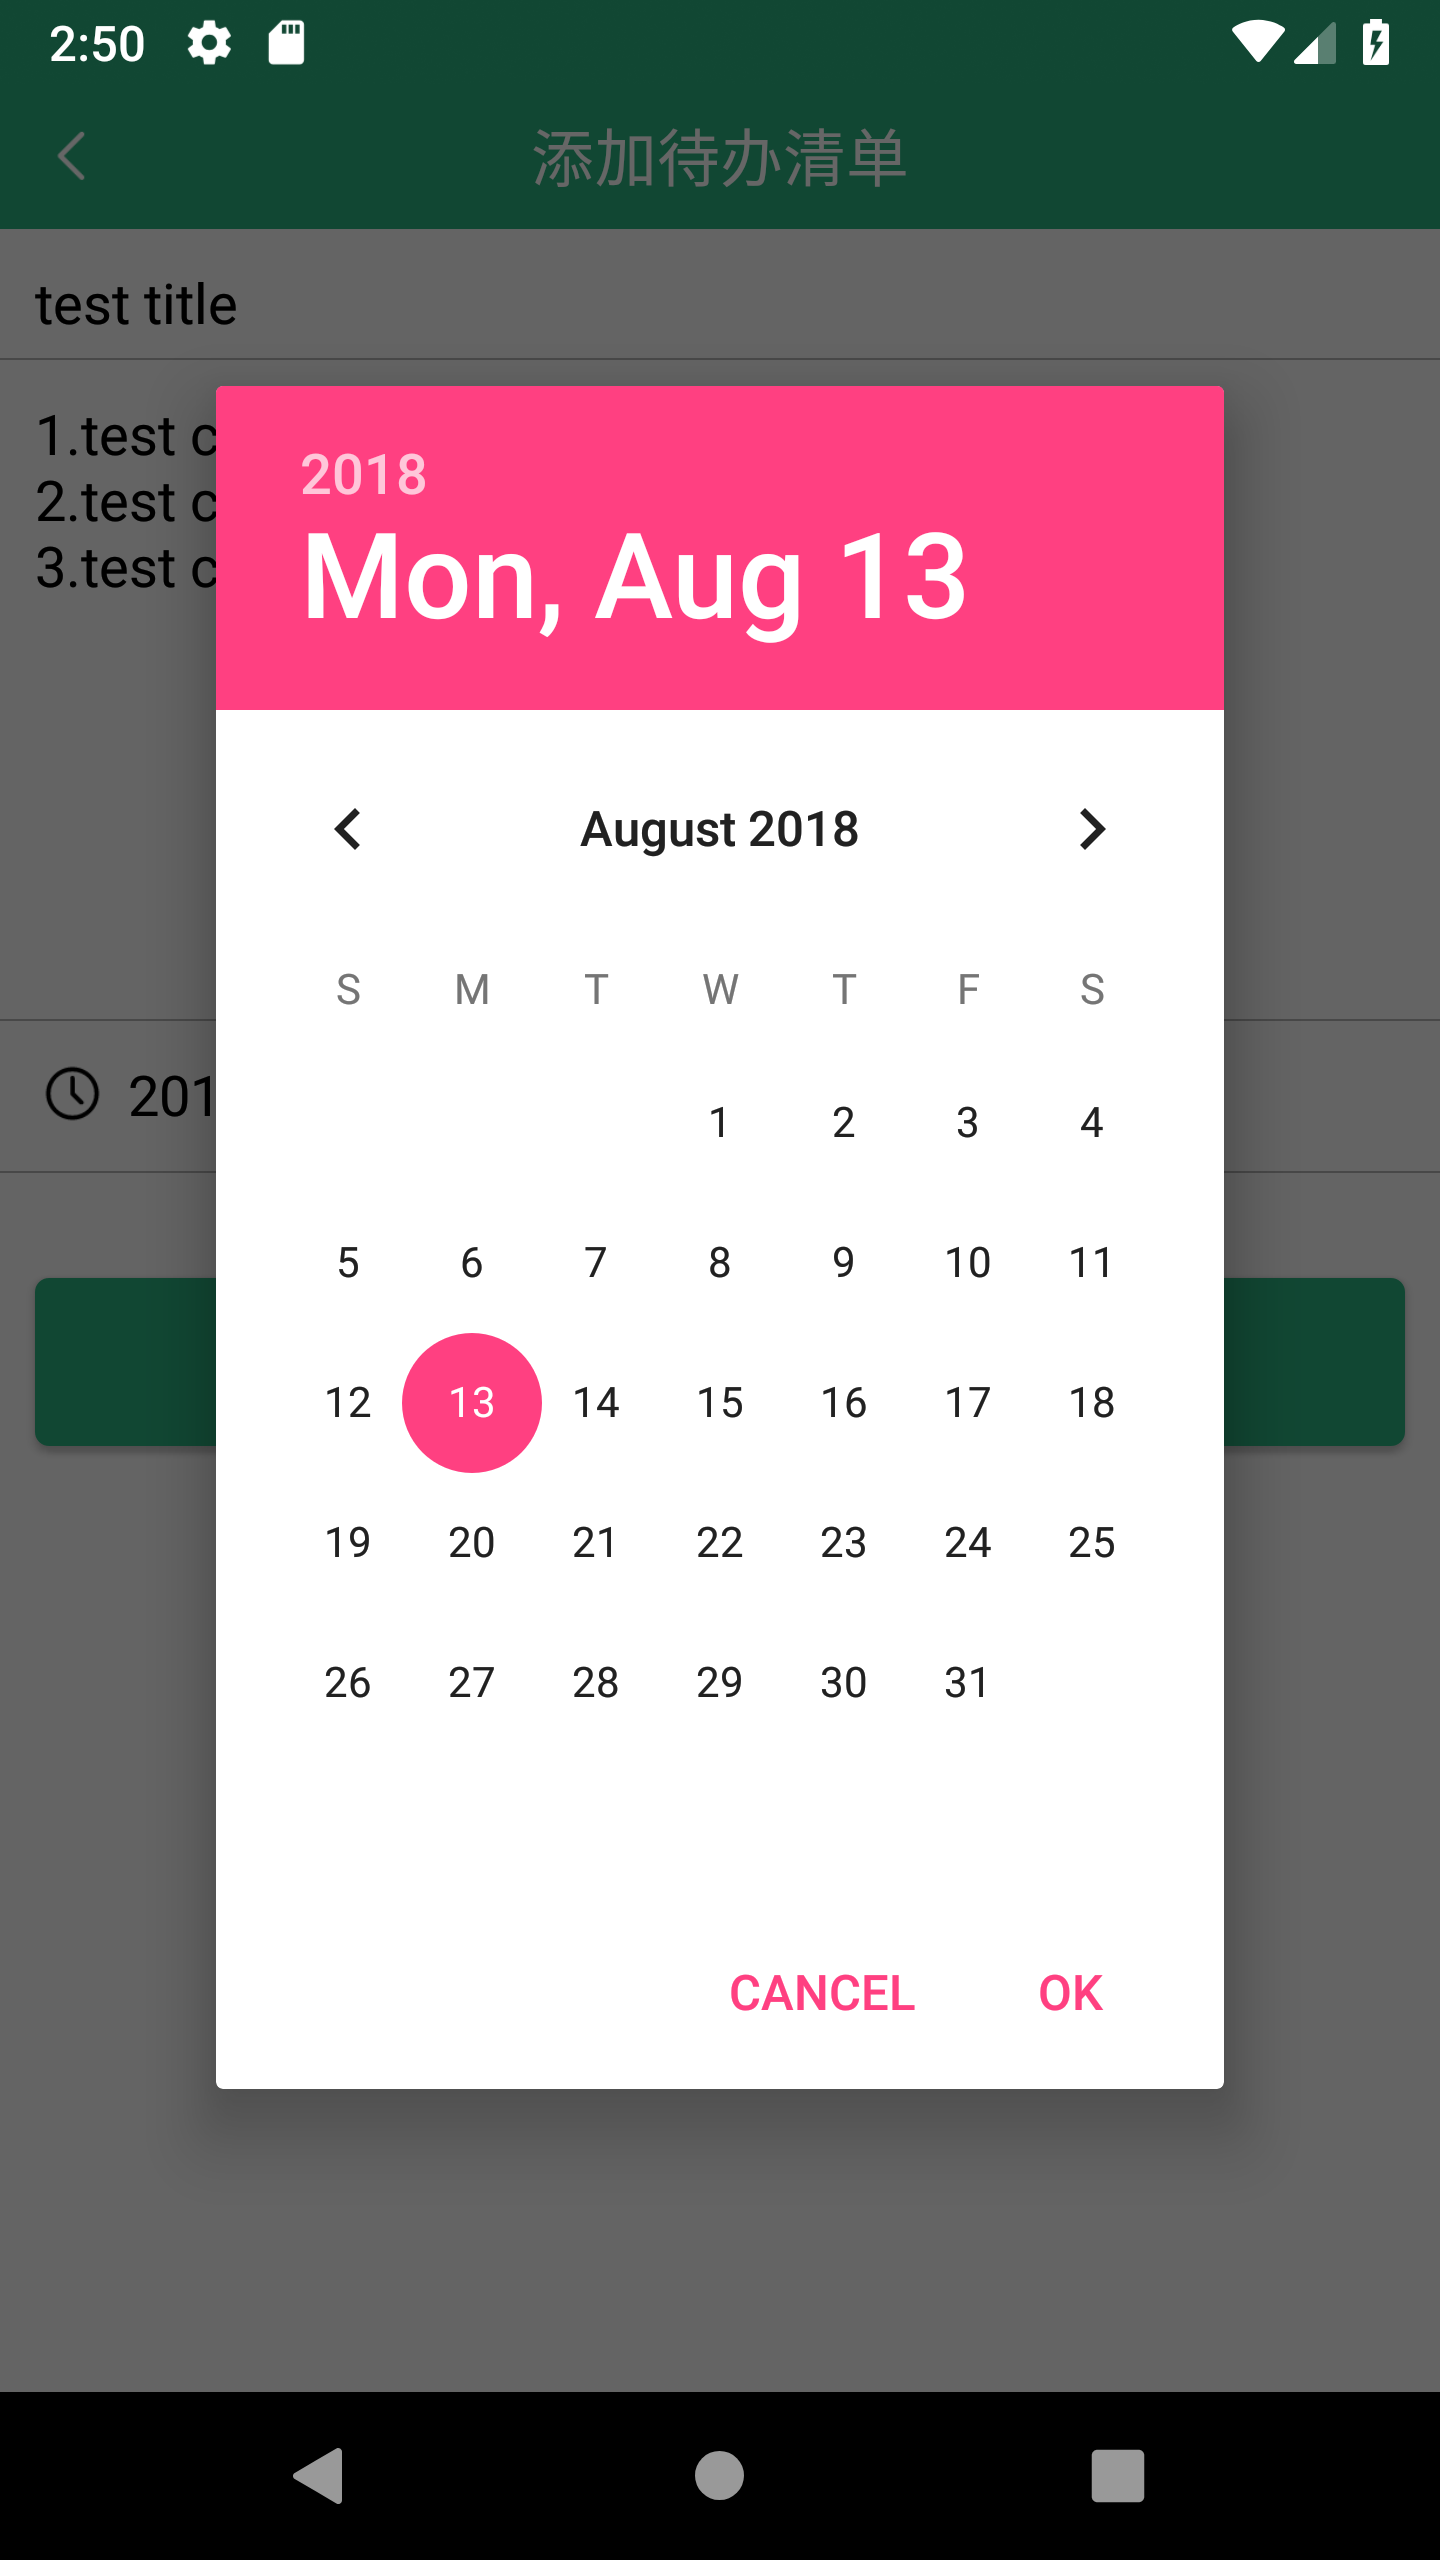 2:50
添加待办清单
test title
1.test c
2.test c
3.test c
201
2018
Mon, Aug 13
August 2018
S M T W T F S
1 2 3 4
5 6 7 8 9 10 11
12 13 14 15 16 17 18
19 20 21 22 23 24 25
26 27 28 29 30 31
CANCEL OK